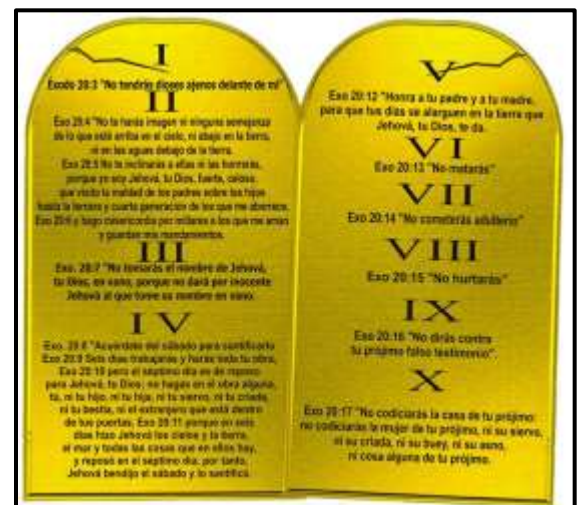 I
Exodo 20:3 "No tendrás dioses ajenos delante de mí"
II
Exo 20:4 "No te harás imagen ni ninguna semejanza
de lo que está arriba en el cielo, ni abajo en la tierra,
ni en las aguas debajo de la tierra.
Exo 20:5 No te inclinarás a ellas ni las honrarás,
porque yo soy Jehová, tu Dios, fuerte, celoso,
que visito la maldad de los padres sobre los hijos
hasta la tercera y cuarta generación de los que me aborrecen,
Exo 20:6 y hago misericordia por millares a los que me aman
y guardan mis mandamientos.
III
Exo. 20:7 "No tomarás el nombre de Jehová,
tu Dios, en vano, porque no dará por inocente
Jehová al que tome su nombre en vano.
IV
Exo. 20:8 "Acuérdate del sábado para santificarlo
Exo 20:9 Seis días trabajarás y harás toda tu obra,
Exo 20:10 pero el séptimo día es de reposo
para Jehová, tu Dios; no hagas en él obra alguna,
tú, ni tu hijo, ni tu hija, ni tu siervo, ni tu criada,
ni tu bestia, ni el extranjero que está dentro
de tus puertas, Exo 20:11 porque en seis
días hizo Jehová los cielos y la tierra,
el mar y todas las cosas que en ellos hay,
y reposó en el séptimo día; por tanto,
Jehová bendijo el sábado y lo santificó.
V
Exo 20:12 "Honra a tu padre y a tu madre,
para que tus días se alarguen en la tierra que
Jehová, tu Dios, te da.
VI
Exo 20:13 "No matarás"
VII
Exo 20:14 "No cometerás adulterio"
VIII
Exo 20:15 "No hurtarás"
IX
Exo 20:16 "No dirás contra
tu prójimo falso testimonio".
X
Exo 20:17 "No codiciarás la casa de tu prójimo:
no codiciarás la mujer de tu prójimo, ni su siervo,
ni su criada, ni su buey, ni su asno,
ni cosa alguna de tu prójimo.